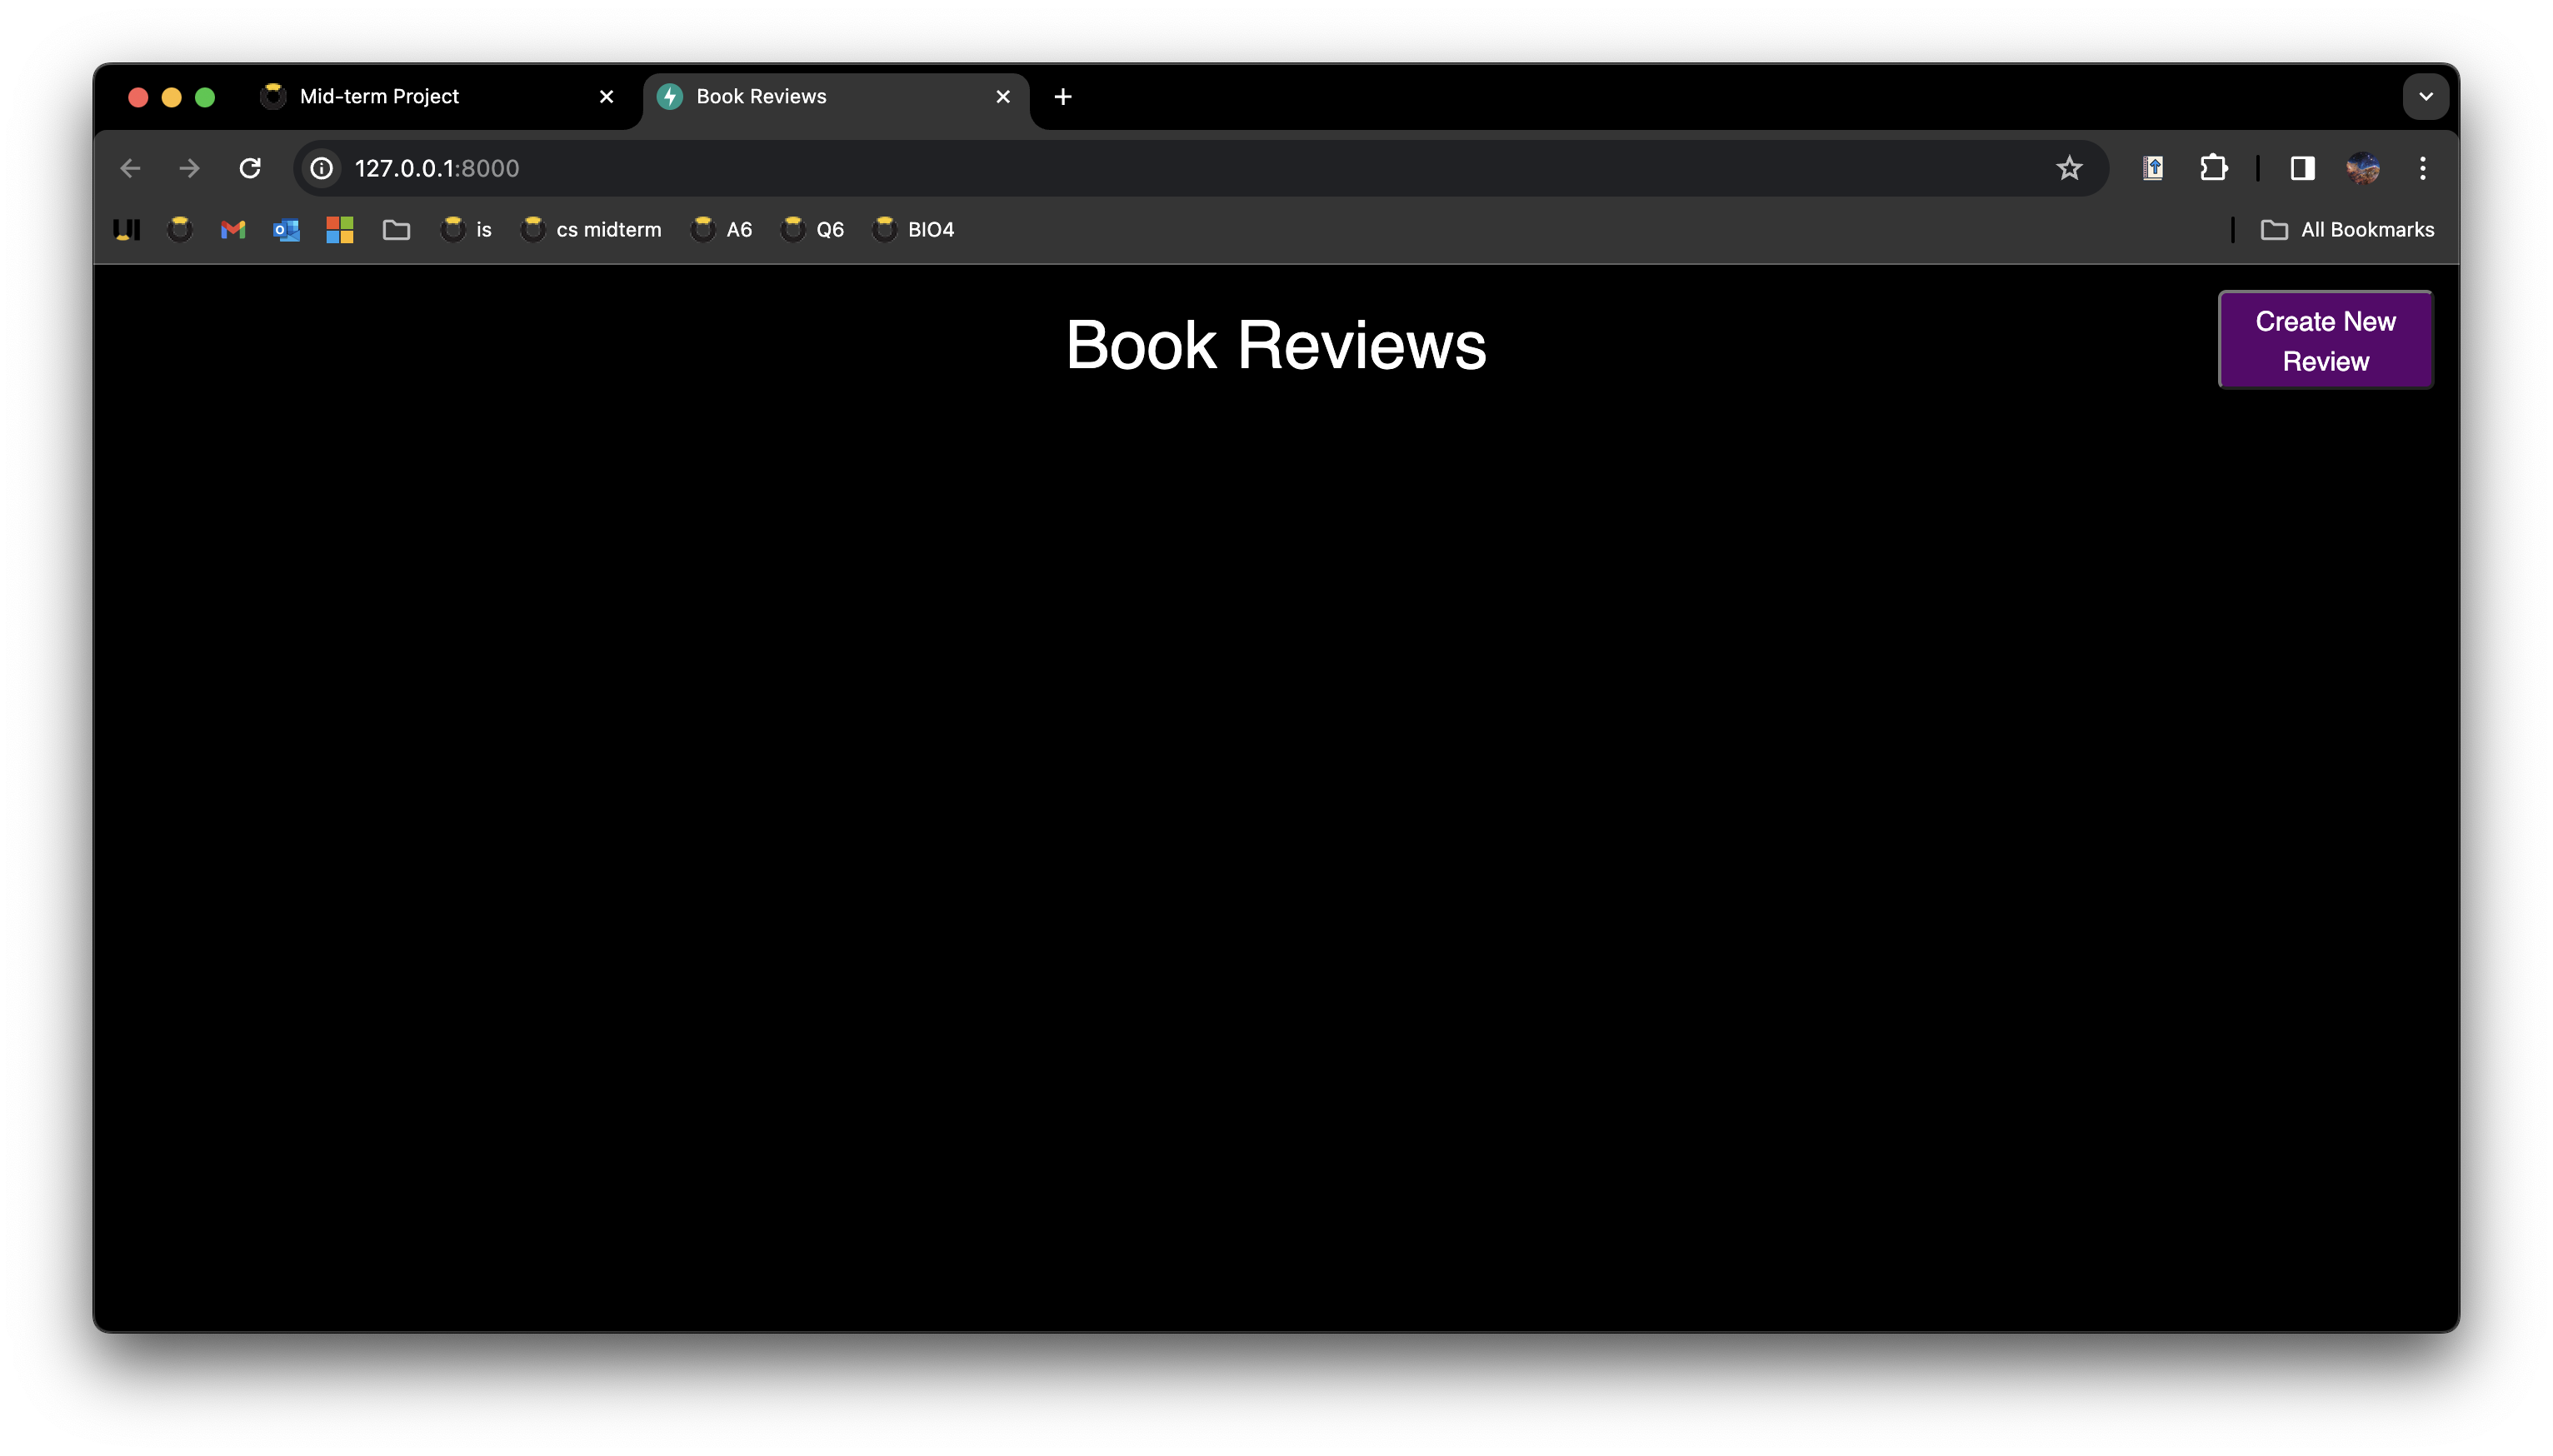 Mid-term Project
Book Reviews
127.0.0.1:8000
is
cs midterm
A6
Q6
BIO4
All Bookmarks
Book Reviews
Create New
Review